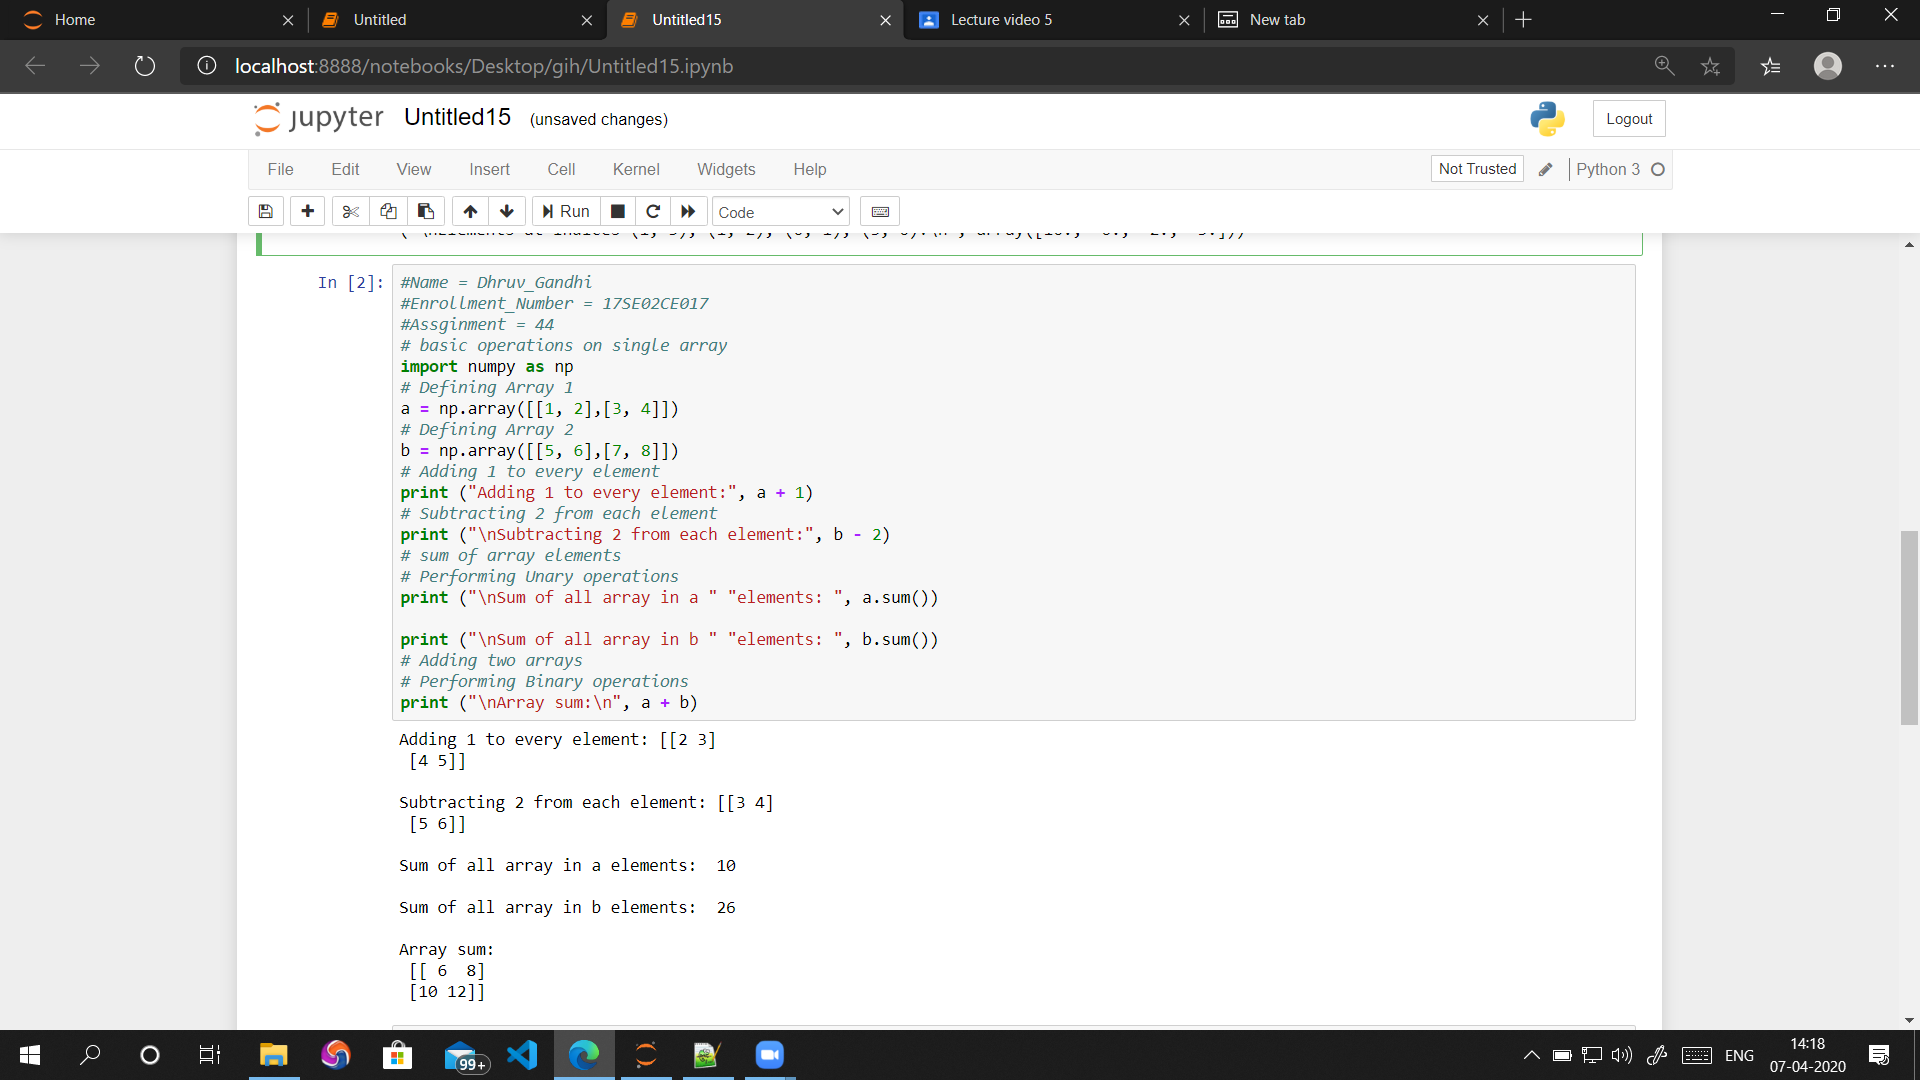 Home
Untitled
Untitled15
Lecture video 5
New tab
localhost:8888/notebooks/Desktop/gih/Untitled15.ipynb
jupyter Untitled15 (unsaved changes)
Logout
File Edit View Insert Cell Kernel Widgets Help
Not Trusted Python 3
Run Code
In [2]:
#Name = Dhruv_Gandhi
#Enrollment_Number = 17SE02CE017
#Assginment = 44
# basic operations on single array
import numpy as np
# Defining Array 1
a = np.array([[1, 2],[3, 4]])
# Defining Array 2
b = np.array([[5, 6],[7, 8]])
# Adding 1 to every element
print ("Adding 1 to every element:", a + 1)
# Subtracting 2 from each element
print ("\nSubtracting 2 from each element:", b - 2)
# sum of array elements
# Performing Unary operations
print ("\nSum of all array in a " "elements: ", a.sum())
print ("\nSum of all array in b " "elements: ", b.sum())
# Adding two arrays
# Performing Binary operations
print ("\nArray sum:\n", a + b)
Adding 1 to every element: [[2 3]
[4 5]]
Subtracting 2 from each element: [[3 4]
[5 6]]
Sum of all array in a elements:  10
Sum of all array in b elements:  26
Array sum:
[[ 6  8]
[10 12]]
99+
ENG
14:18
07-04-2020